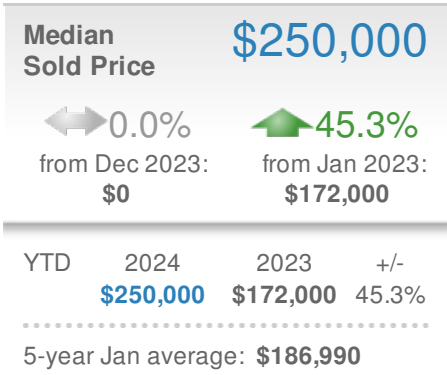 Median $250,000
Sold Price
0.0% 45.3%
from Dec 2023: from Jan 2023:
$0 $172,000
YTD 2024 2023 +/-
$250,000 $172,000 45.3%
5-year Jan average: $186,990